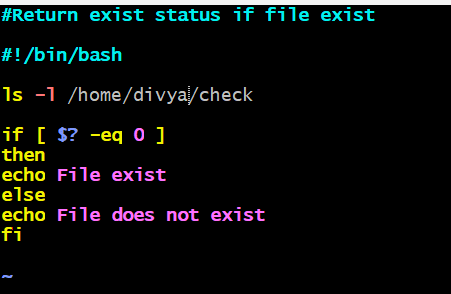 #Return exist status if file exist
#!/bin/bash
ls -l /home/divya/check
if [ $? -eq 0 ]
then
echo File exist
else
echo File does not exist
fi
~